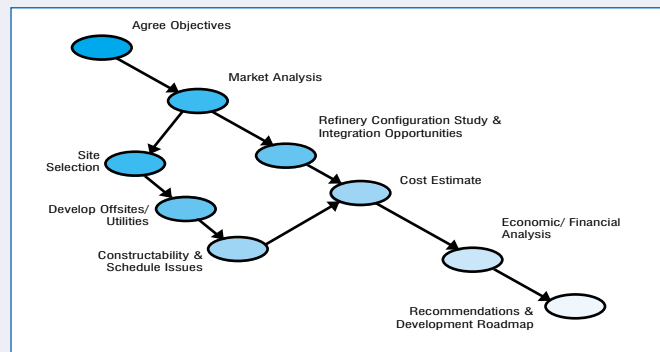 Agree Objectives
Market Analysis
Refinery Configuration Study &
Integration Opportunities
Site
Selection
Cost Estimate
Develop Offsites/
Utilities
Economic/ Financial
Analysis
Constructability &
Schedule Issues
Recommendations &
Development Roadmap